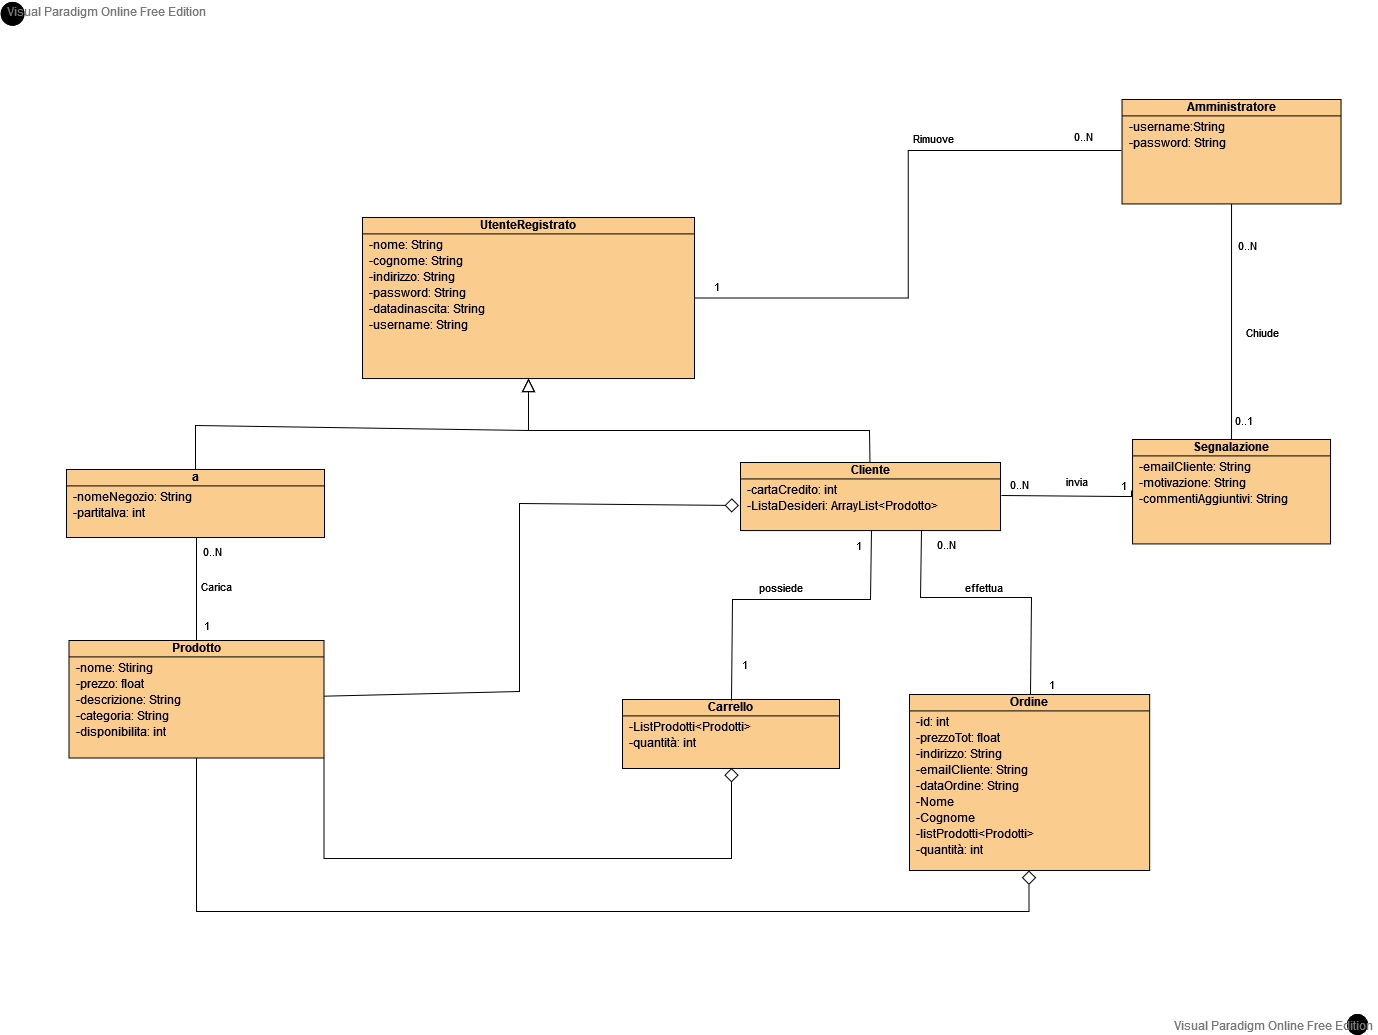 Visual Paradigm Online Free Edition
Amministratore
-username:String
-password: String
Rimuove
0..N
1
UtenteRegistrato
-nome: String
-cognome: String
-indirizzo: String
-password: String
-datadinascita: String
-username: String
0..N
Chiude
0..1
a
-nomeNegozio: String
-partitaIva: int
Cliente
-cartaCredito: int
-ListaDesideri: ArrayList<Prodotto>
0..N
invia
1
Segnalazione
-emailCliente: String
-motivazione: String
-commentiAggiuntivi: String
0..N
Carica
1
1
possiede
1
0..N
effettua
1
Prodotto
-nome: Stiring
-prezzo: float
-descrizione: String
-categoria: String
-disponibilita: int
Carrello
-ListProdotti<Prodotti>
-quantità: int
Ordine
-id: int
-prezzoTot: float
-indirizzo: String
-emailCliente: String
-dataOrdine: String
-Nome
-Cognome
-listProdotti<Prodotti>
-quantità: int
Visual Paradigm Online Free Edition